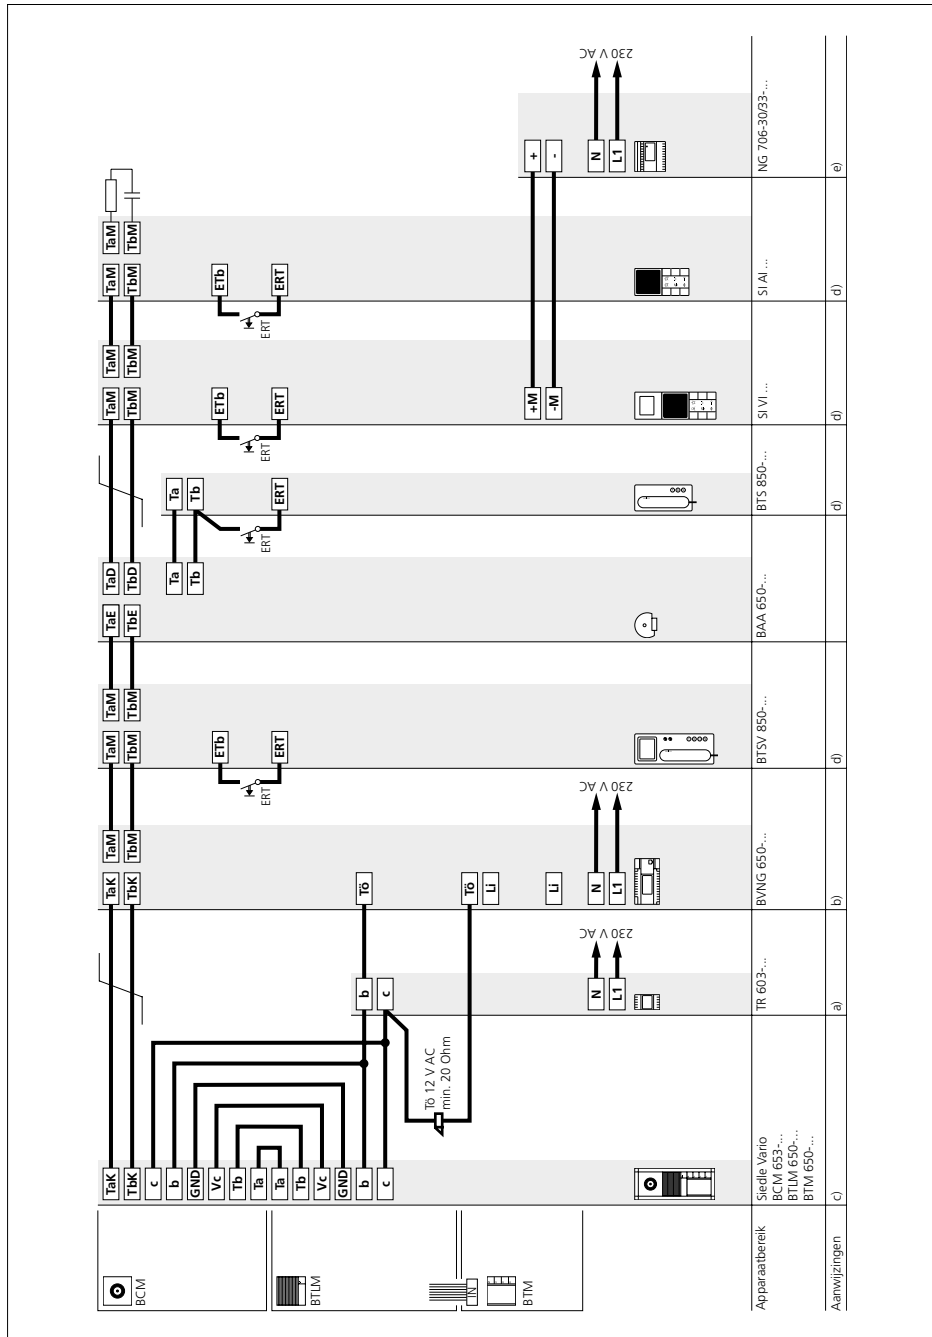 TaK TaK TaM TaM TaM TaE TaD TaM TaM TaM TaM
TbK TbK TbM TbM TbM TbE TbD TbM TbM TbM TbM
BCM
c
b Ta Ta
GND Tb Tb
Vc ETb ETb ETb
Tb
Ta ERT ERT ERT ERT
Ta ERT ERT ERT ERT
Tb
BTLM
Vc
GND
b b Tö
c c
Tö 12 V AC
min. 20 Ohm
IN Tö
Li
BTM
+M +
Li -M -
N N N
L1 L1 L1
230 V AC 230 V AC 230 V AC
Apparaatbereik
Siedle Vario
BCM 653-...
BTLM 650-...
BTM 650-...
TR 603-...
BVNG 650-...
BTSV 850-...
BAA 650-...
BTS 850-...
SI VI ...
SI AI ...
NG 706-30/33-...
Aanwijzingen c) a) b) d) d) d) d) e)